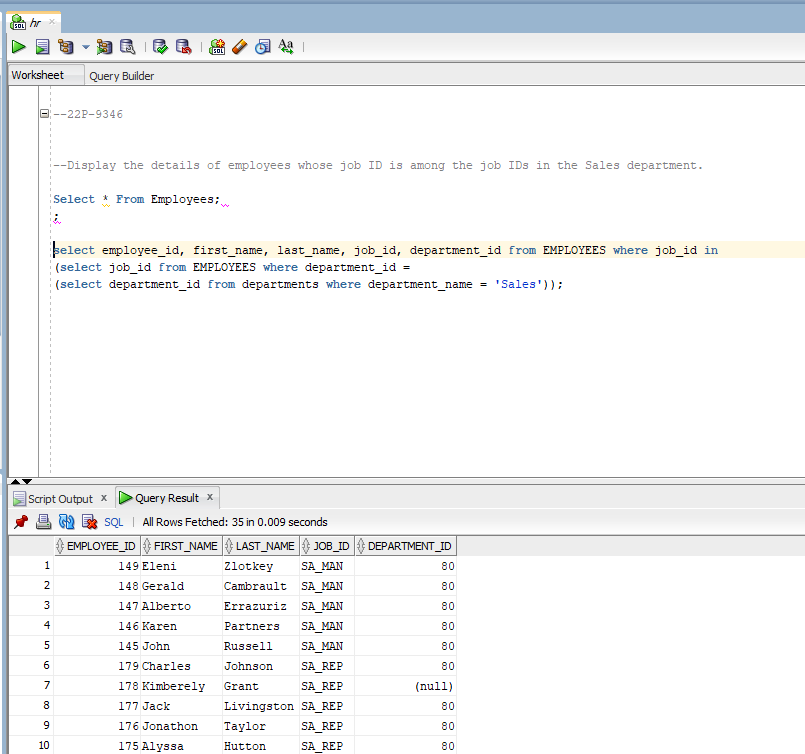 hr
Worksheet Query Builder
--22P-9346
--Display the details of employees whose job ID is among the job IDs in the Sales department.
Select * From Employees;
;
select employee_id, first_name, last_name, job_id, department_id from EMPLOYEES where job_id in
(select job_id from EMPLOYEES where department_id =
(select department_id from departments where department_name = 'Sales'));
Script Output x Query Result x
SQL | All Rows Fetched: 35 in 0.009 seconds
EMPLOYEE_ID FIRST_NAME LAST_NAME JOB_ID DEPARTMENT_ID
1 149 Eleni Zlotkey SA_MAN 80
2 148 Gerald Cambrault SA_MAN 80
3 147 Alberto Errazuriz SA_MAN 80
4 146 Karen Partners SA_MAN 80
5 145 John Russell SA_MAN 80
6 179 Charles Johnson SA_REP 80
7 178 Kimberely Grant SA_REP (null)
8 177 Jack Livingston SA_REP 80
9 176 Jonathon Taylor SA_REP 80
10 175 Alyssa Hutton SA_REP 80